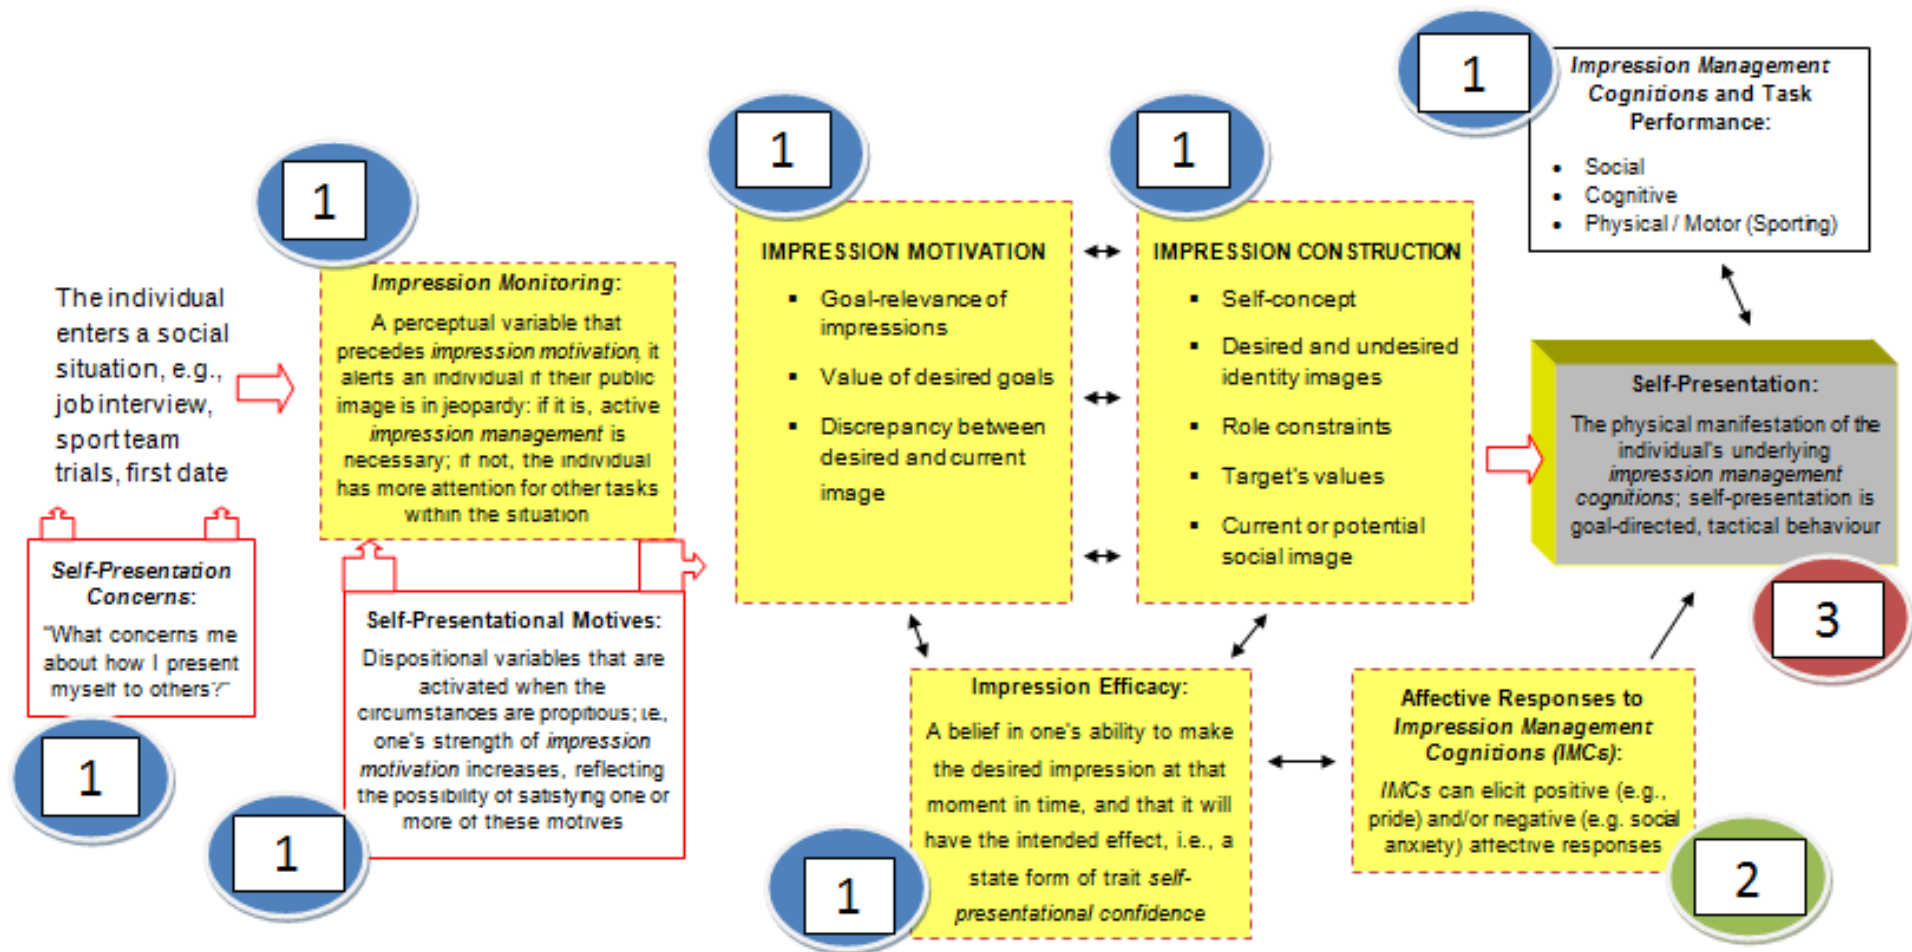 The individual
enters a social
situation, e.g.,
job interview,
sport team
trials, first date
1
Self-Presentation
Concerns:
"What concerns me
about how I present
myself to others?"
1
Impression Monitoring:
A perceptual variable that
precedes impression motivation, it
alerts an individual if their public
image is in jeopardy: if it is, active
impression management is
necessary; if not, the individual
has more attention for other tasks
within the situation
Self-Presentational Motives:
Dispositional variables that are
activated when the
circumstances are propitious; i.e.,
one's strength of impression
motivation increases, reflecting
the possibility of satisfying one or
more of these motives
1
1
IMPRESSION MOTIVATION
▪ Goal-relevance of
impressions
▪ Value of desired goals
▪ Discrepancy between
desired and current
image
1
IMPRESSION CONSTRUCTION
▪ Self-concept
▪ Desired and undesired
identity images
▪ Role constraints
▪ Target's values
▪ Current or potential
social image
Impression Efficacy:
A belief in one's ability to make
the desired impression at that
moment in time, and that it will
have the intended effect, i.e., a
state form of trait self-
presentational confidence
1
Affective Responses to
Impression Management
Cognitions (IMCs):
IMCs can elicit positive (e.g.,
pride) and/or negative (e.g. social
anxiety) affective responses
2
1
Impression Management
Cognitions and Task
Performance:
• Social
• Cognitive
• Physical / Motor (Sporting)
Self-Presentation:
The physical manifestation of the
individual's underlying
impression management
cognitions; self-presentation is
goal-directed, tactical behaviour
3